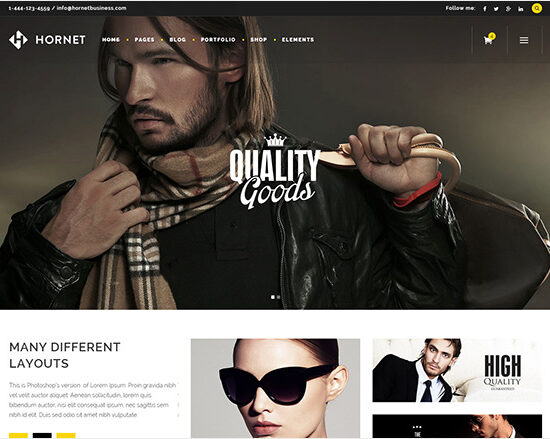 1-444-123-4559 / info@hornetbusiness.com
Follow me:
HORNET
HOME • PAGES • BLOG • PORTFOLIO • SHOP • ELEMENTS
QUALITY
Goods
MANY DIFFERENT
LAYOUTS
This is Photoshop's version of Lorem Ipsum. Proin gravida nibh
vel velit auctor aliquet. Aenean sollicitudin, lorem quis
bibendum auctor, nisi elit consequat ipsum, nec sagittis sem
nibh id elit. Duis sed odio sit amet nibh vulputate
HIGH
QUALITY
GUARANTEED
THE